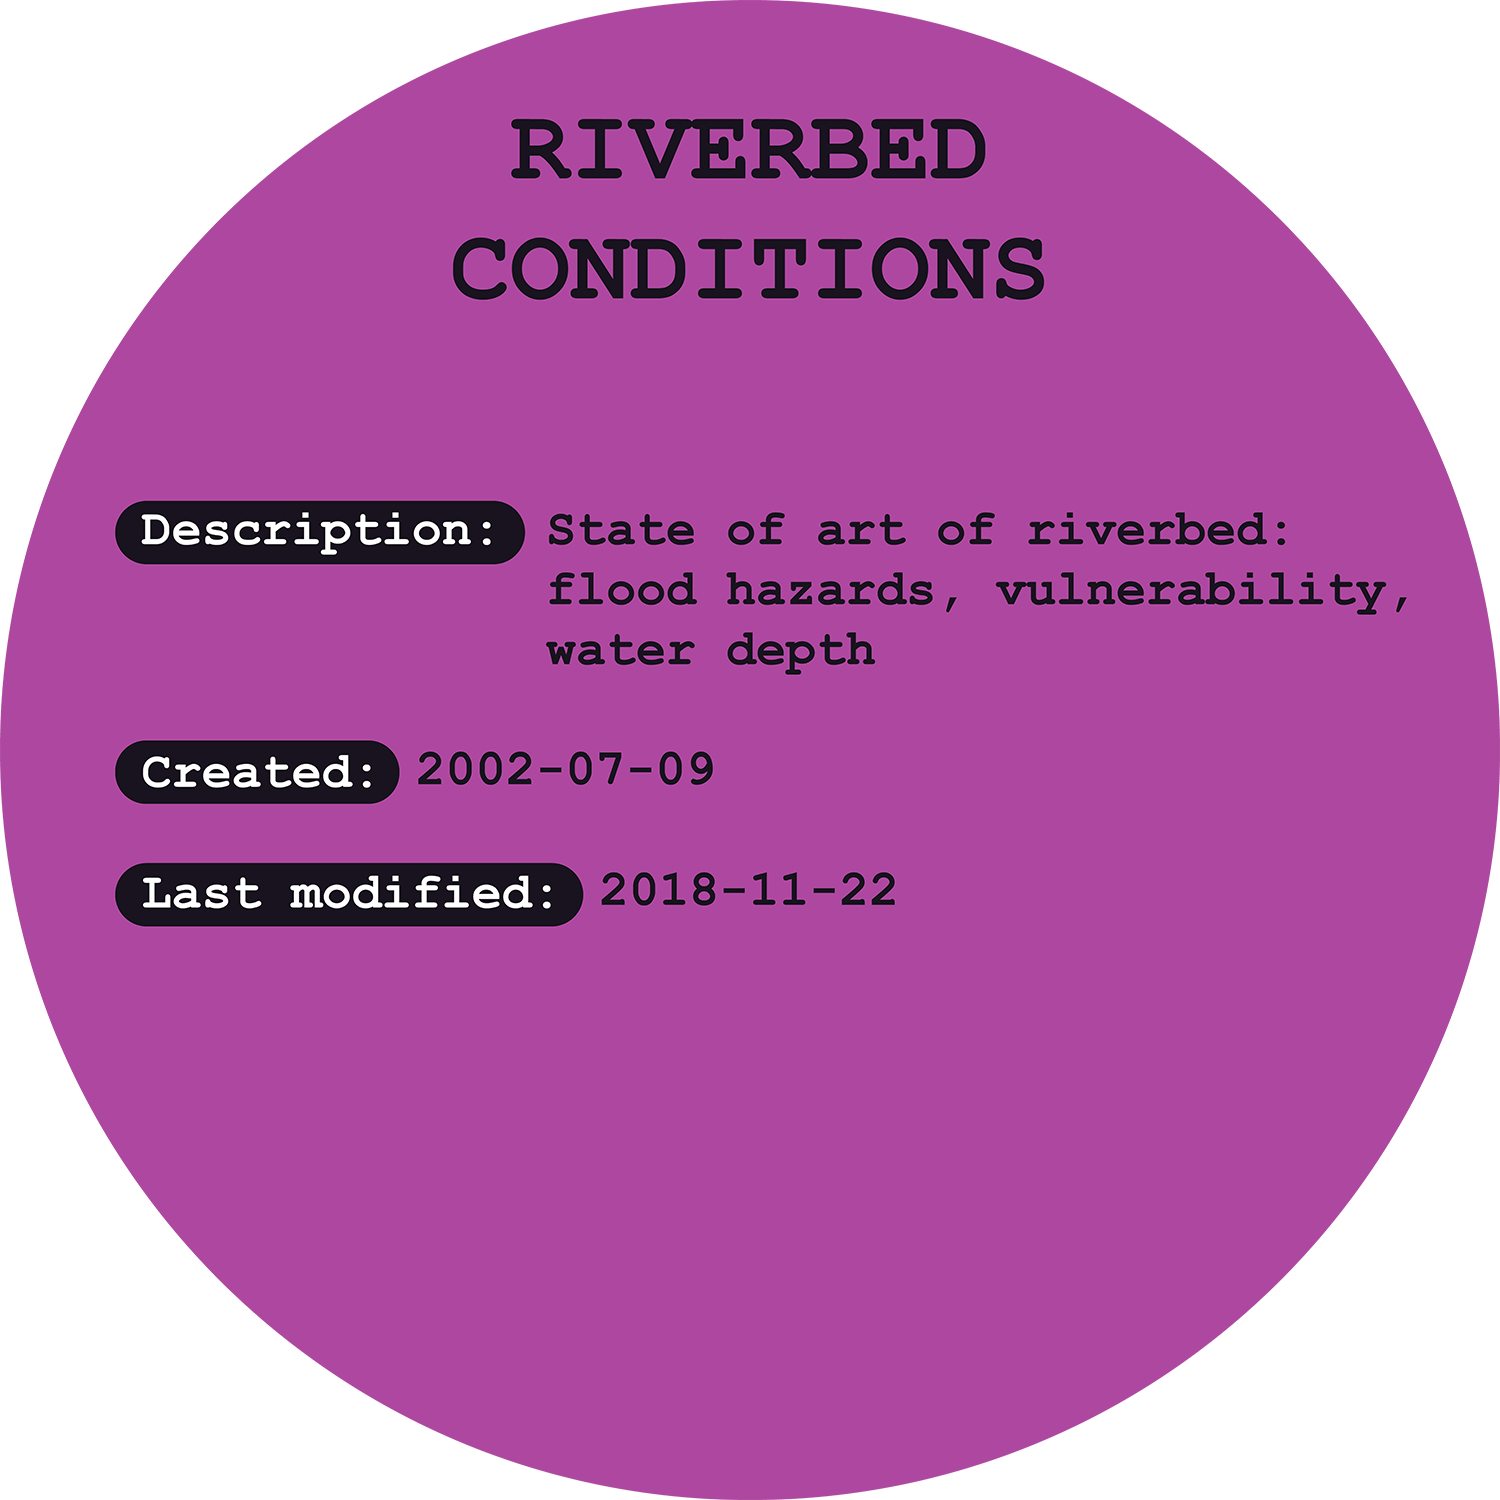 RIVERBED
CONDITIONS
Description: State of art of riverbed:
flood hazards, vulnerability,
water depth
Created: 2002-07-09
Last modified: 2018-11-22